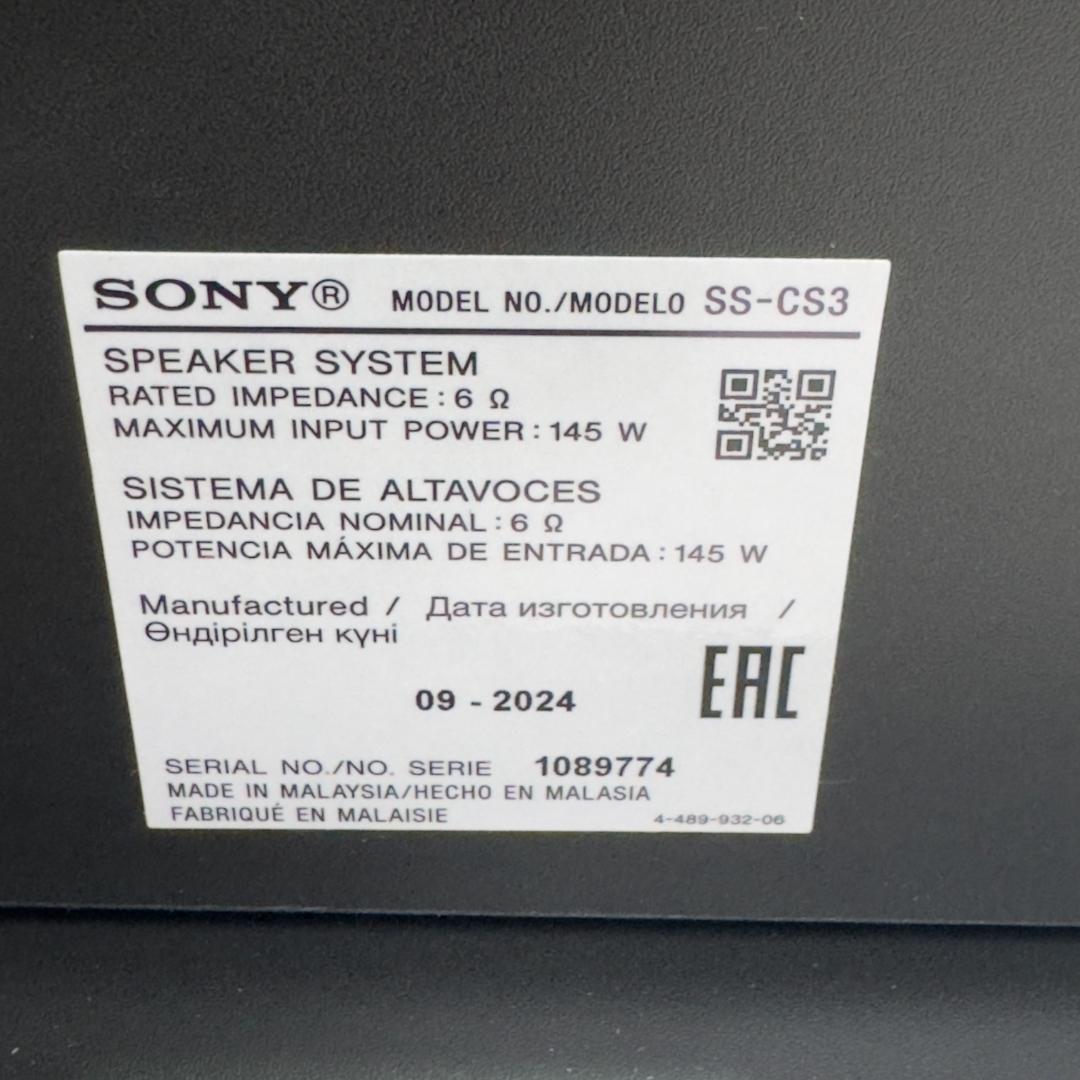 SONY® MODEL NO./MODELO SS-CS3
SPEAKER SYSTEM
RATED IMPEDANCE : 6 Ω
MAXIMUM INPUT POWER : 145 W
SISTEMA DE ALTAVOCES
IMPEDANCIA NOMINAL : 6 Ω
POTENCIA MÁXIMA DE ENTRADA : 145 W
Manufactured / Дата изготовления /
Өндірілген күні
09 - 2024
EAC
SERIAL NO./NO. SERIE 1089774
MADE IN MALAYSIA/HECHO EN MALASIA
FABRIQUÉ EN MALAISIE
4-489-932-06